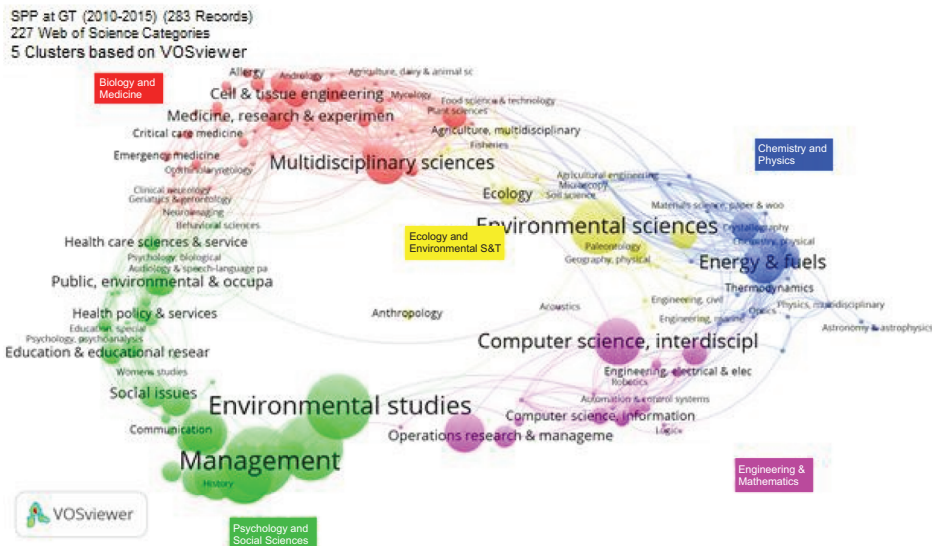 SPP at GT (2010-2015) (283 Records)
227 Web of Science Categories
5 Clusters based on VOSviewer
Biology and
Medicine
Allergy
Andrology
Agriculture, dairy & animal sc
Cell & tissue engineering
Mycology
Food science & technology
Plant sciences
Medicine, research & experimen
Critical care medicine
Agriculture, multidisciplinary
Fisheries
Emergency medicine
Multidisciplinary sciences
Otorhinolaryngology
Chemistry and
Physics
Agricultural engineering
Microscopy
Soil science
Clinical neurology
Geriatrics & gerontology
Ecology
Neuroimaging
Materials science, paper & woo
Behavioral sciences
Environmental sciences
Crystallography
Ecology and
Environmental S&T
Health care sciences & service
Chemistry, physical
Paleontology
Psychology, biological
Geography, physical
Energy & fuels
Audiology & speech-language pa
Public, environmental & occupa
Thermodynamics
Engineering, civil
Physics, multidisciplinary
Acoustics
Optics
Health policy & services
Anthropology
Engineering, marine
Astronomy & astrophysics
Education, special
Psychology, psychoanalysis
Computer science, interdiscipl
Education & educational resear
Womens studies
Engineering, electrical & elec
Robotics
Social issues
Environmental studies
Automation & control systems
Computer science, information
Communication
Operations research & manageme
Logic
Management
Engineering &
Mathematics
History
VOSviewer
Psychology and
Social Sciences